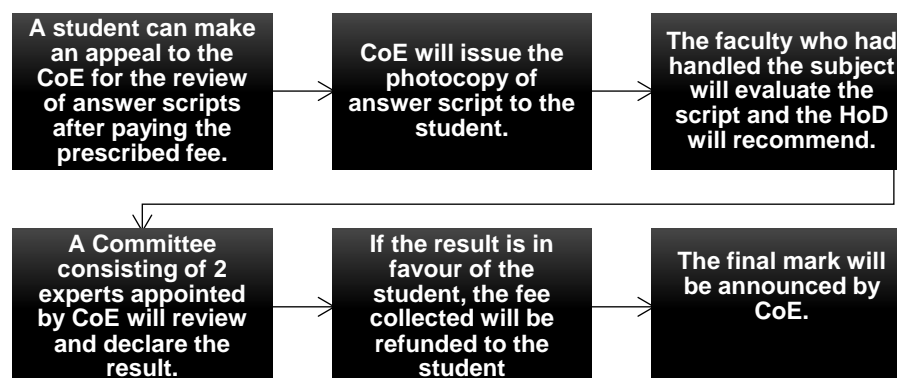 A student can make
an appeal to the
CoE for the review
of answer scripts
after paying the
prescribed fee.
CoE will issue the
photocopy of
answer script to the
student.
The faculty who had
handled the subject
will evaluate the
script and the HoD
will recommend.
A Committee
consisting of 2
experts appointed
by CoE will review
and declare the
result.
If the result is in
favour of the
student, the fee
collected will be
refunded to the
student
The final mark will
be announced by
CoE.